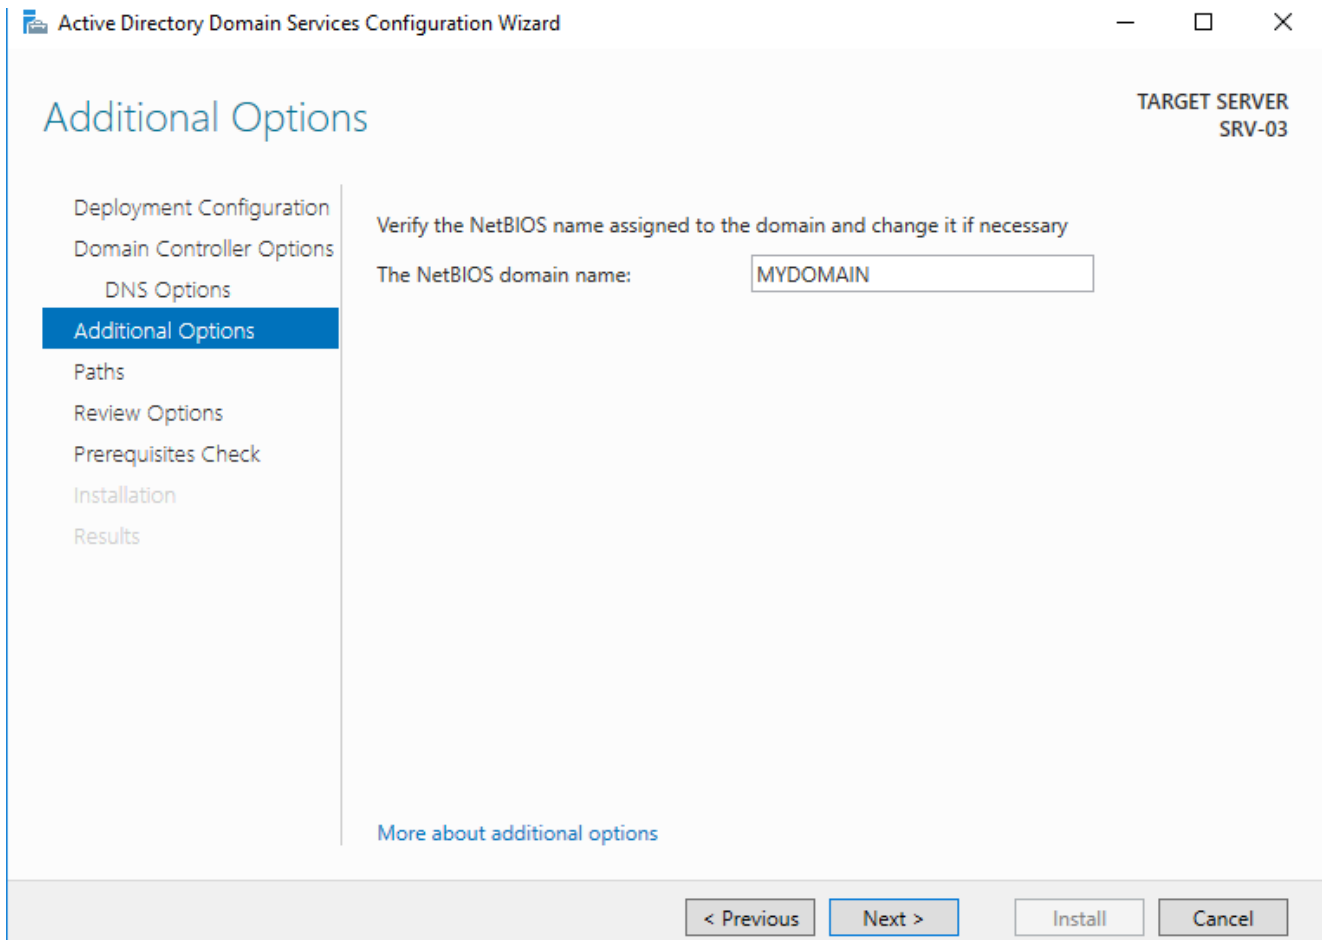 Active Directory Domain Services Configuration Wizard
Additional Options
TARGET SERVER
SRV-03
Deployment Configuration
Domain Controller Options
DNS Options
Additional Options
Paths
Review Options
Prerequisites Check
Installation
Results
Verify the NetBIOS name assigned to the domain and change it if necessary
The NetBIOS domain name: MYDOMAIN
More about additional options
< Previous Next > Install Cancel